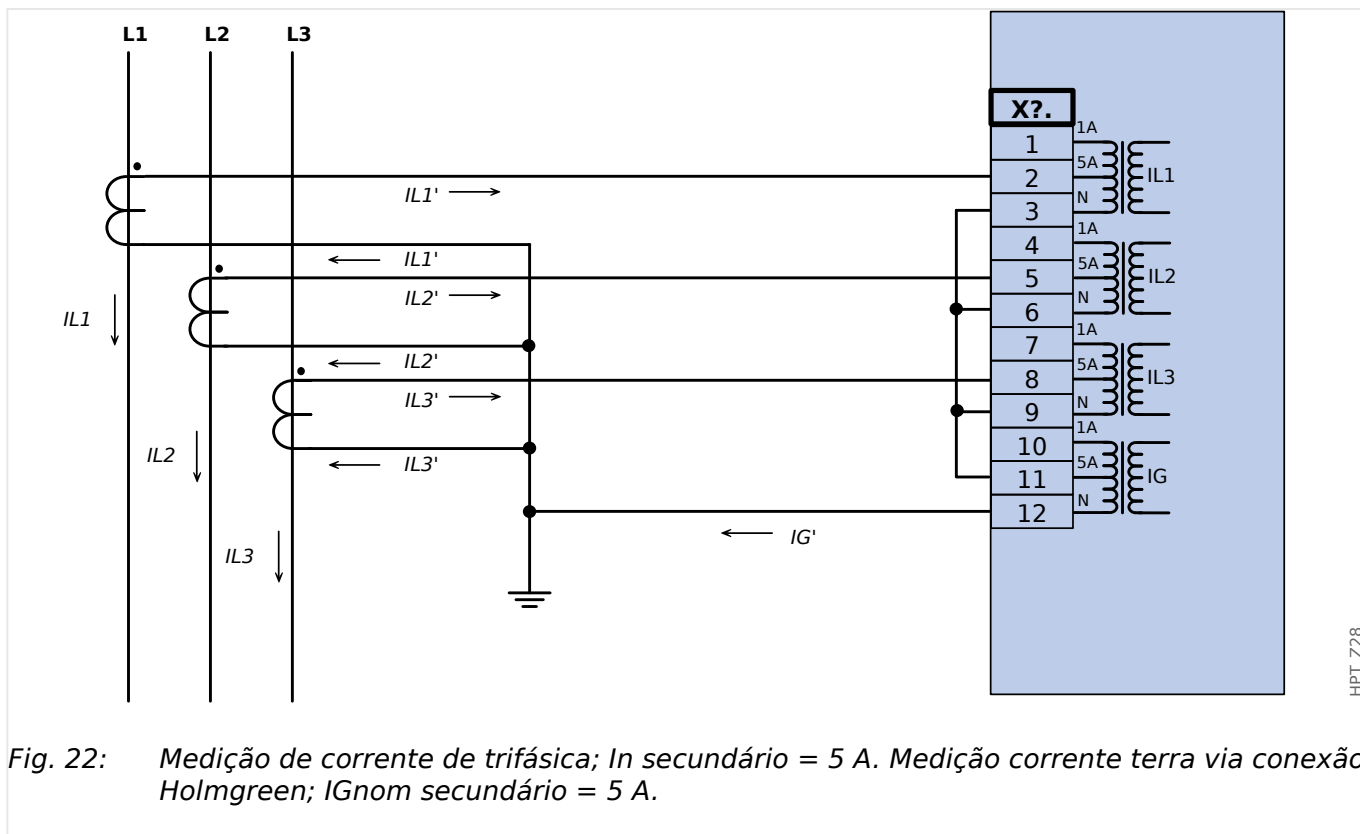 L1 L2 L3
X?.
1 1A
2 5A
3 N
IL1
4 1A
5 5A
6 N
IL2
7 1A
8 5A
9 N
IL3
10 1A
11 5A
12 N
IG
IL1'
IL1'
IL2'
IL2'
IL3'
IL3'
IG'
IL1
IL2
IL3
HPT_Z28
Fig. 22: Medição de corrente de trifásica; In secundário = 5 A. Medição corrente terra via conexão
Holmgreen; IGnom secundário = 5 A.